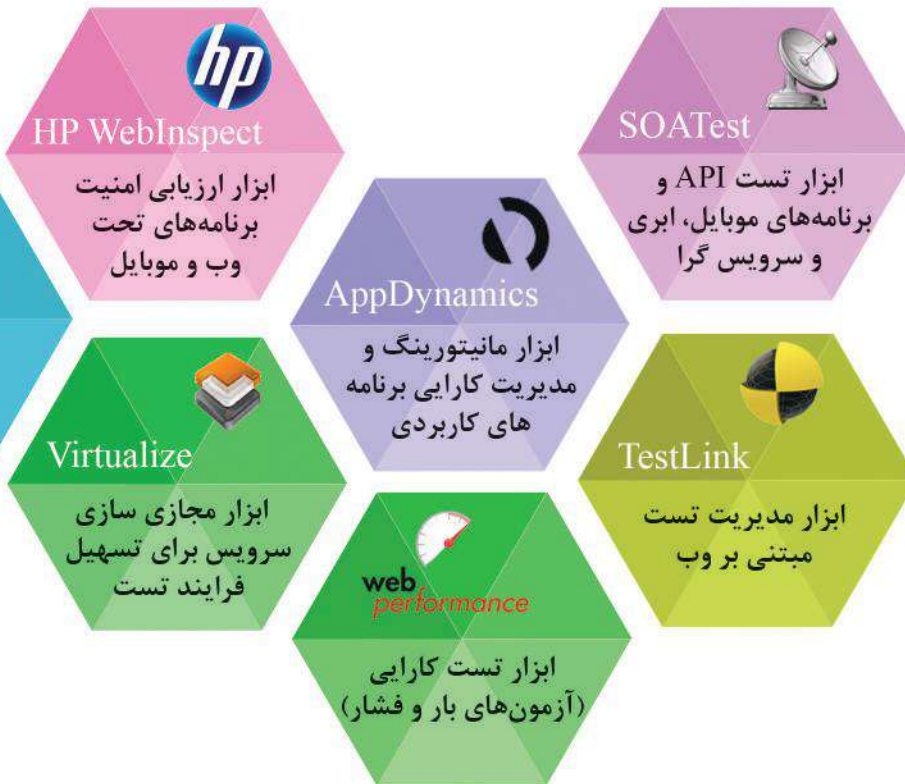 hp
HP WebInspect
ابزار ارزیابی امنیت
برنامه‌های تحت
وب و موبایل
SOATest
ابزار تست API و
برنامه‌های موبایل، ابری
و سرویس گرا
AppDynamics
ابزار مانیتورینگ و
مدیریت کارایی برنامه
های کاربردی
Virtualize
ابزار مجازی سازی
سرویس برای تسهیل
فرایند تست
TestLink
ابزار مدیریت تست
مبتنی بر وب
web
performance
ابزار تست کارایی
(آزمون‌های بار و فشار)